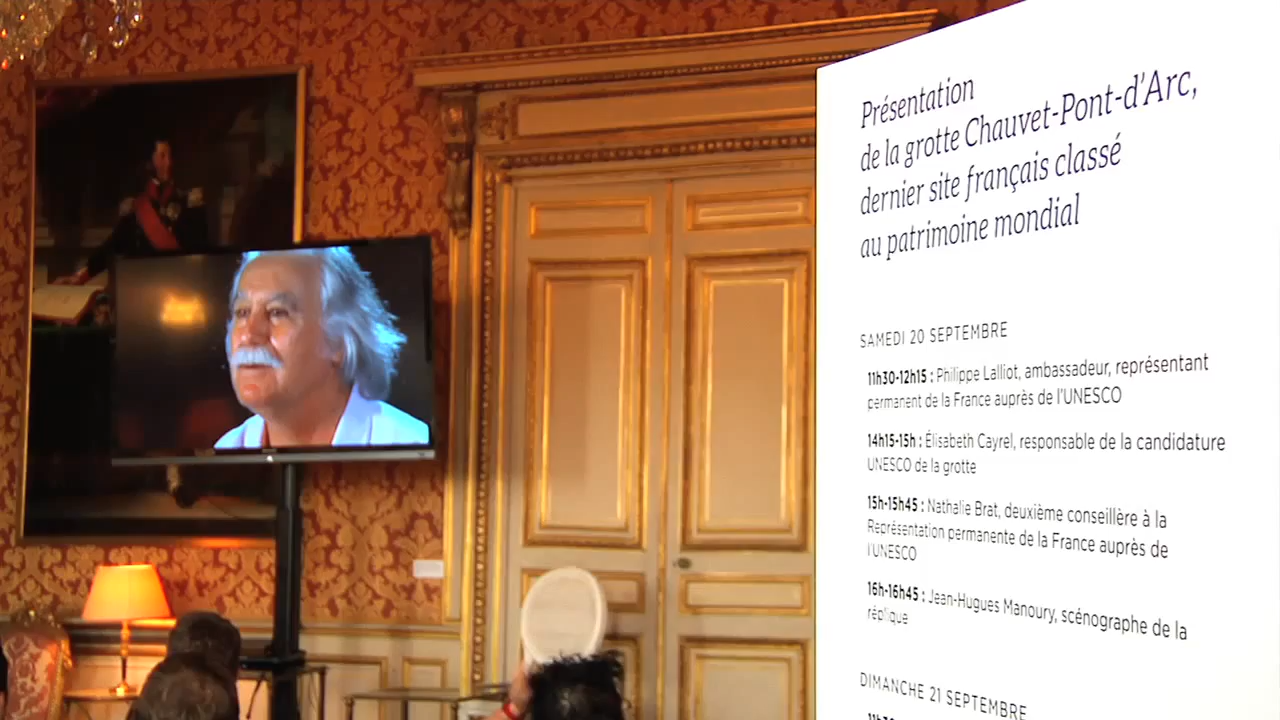 Présentation
de la grotte Chauvet-Pont-d'Arc,
dernier site français classé
au patrimoine mondial
SAMEDI 20 SEPTEMBRE
11h30-12h15 : Philippe Lalliot, ambassadeur, représentant
permanent de la France auprès de l'UNESCO
14h15-15h : Élisabeth Cayrel, responsable de la candidature
UNESCO de la grotte
15h-15h45 : Nathalie Brat, deuxième conseillère à la
Représentation permanente de la France auprès de
l'UNESCO
16h-16h45 : Jean-Hugues Manoury, scénographe de la
réplique
DIMANCHE 21 SEPTEMBRE